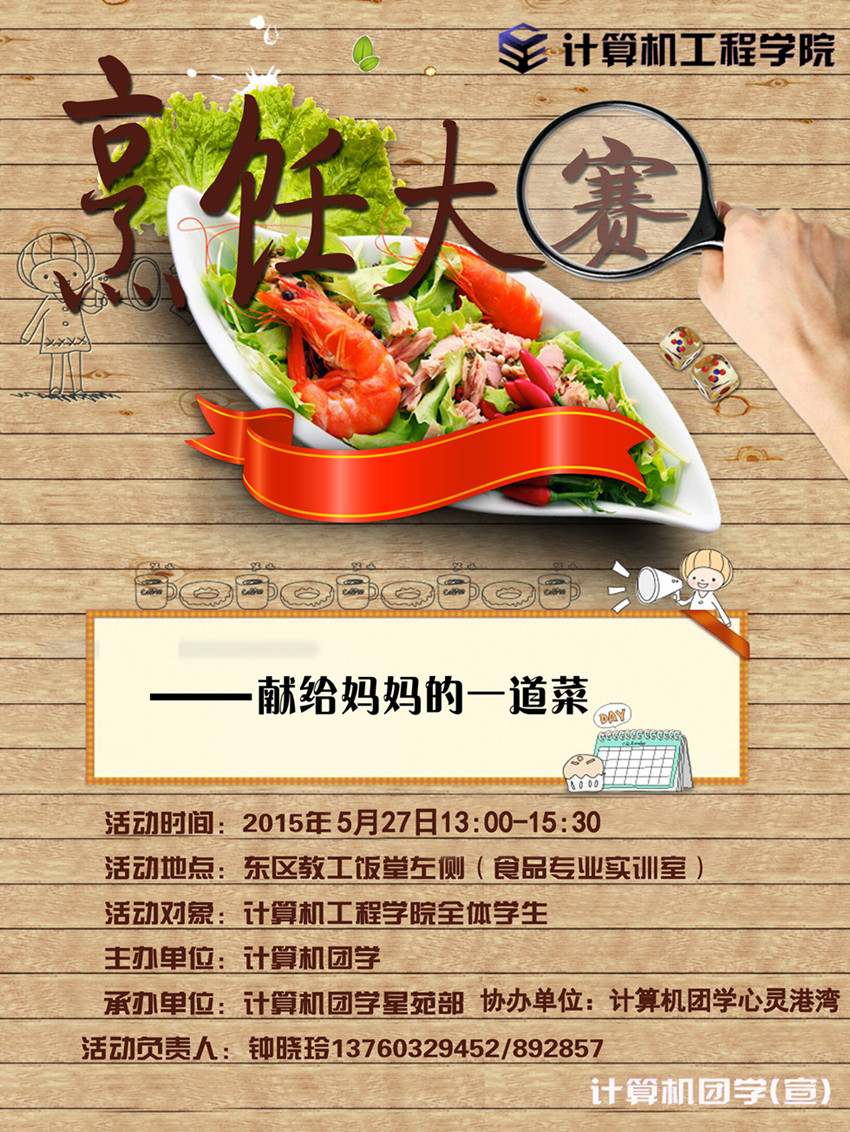 计算机工程学院
烹饪大赛
——献给妈妈的一道菜
DAY
活动时间：2015年5月27日13:00-15:30
活动地点：东区教工饭堂左侧（食品专业实训室）
活动对象：计算机工程学院全体学生
主办单位：计算机团学
承办单位：计算机团学星苑部 协办单位：计算机团学心灵港湾
活动负责人：钟晓玲13760329452/892857
计算机团学(宣)